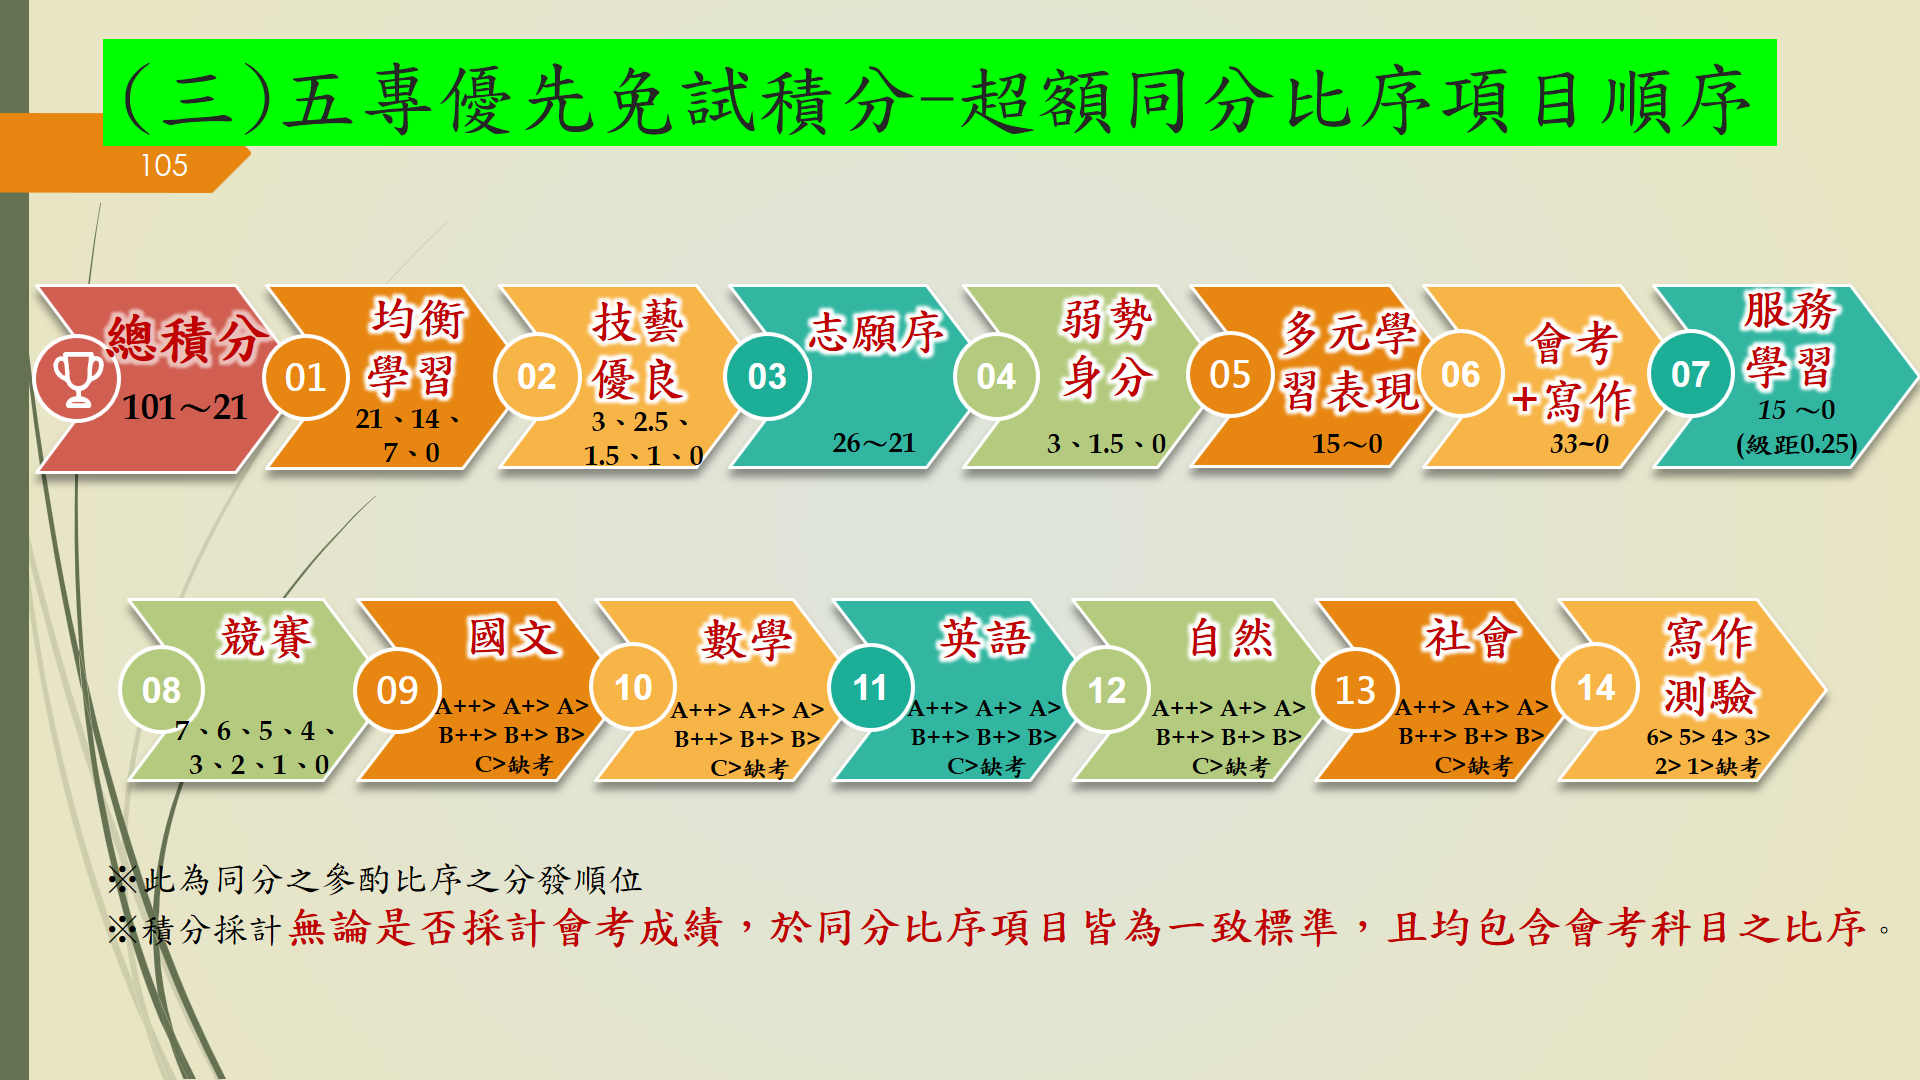 (三)五專優先免試積分-超額同分比序項目順序
105
總積分
101～21
01
均衡
學習
21、14、
7、0
02
技藝
優良
3、2.5、
1.5、1、0
03
志願序
26～21
04
弱勢
身分
3、1.5、0
05
多元學
習表現
15～0
06
會考
+寫作
33~0
07
服務
學習
15 ～0
(級距0.25)
08
競賽
7、6、5、4、
3、2、1、0
09
國文
A++> A+> A>
B++> B+> B>
C>缺考
10
數學
A++> A+> A>
B++> B+> B>
C>缺考
11
英語
A++> A+> A>
B++> B+> B>
C>缺考
12
自然
A++> A+> A>
B++> B+> B>
C>缺考
13
社會
A++> A+> A>
B++> B+> B>
C>缺考
14
寫作
測驗
6> 5> 4> 3>
2> 1>缺考
※此為同分之參酌比序之分發順位
※積分採計無論是否採計會考成績，於同分比序項目皆為一致標準，且均包含會考科目之比序。